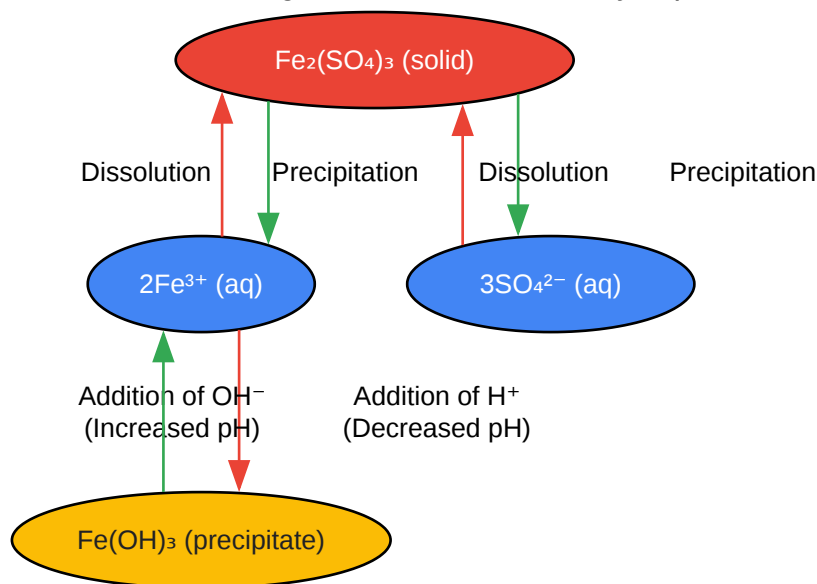 Fe₂(SO₄)₃ (solid)
Dissolution Precipitation Dissolution Precipitation
2Fe³⁺ (aq) 3SO₄²⁻ (aq)
Addition of OH⁻ Addition of H⁺
(Increased pH) (Decreased pH)
Fe(OH)₃ (precipitate)